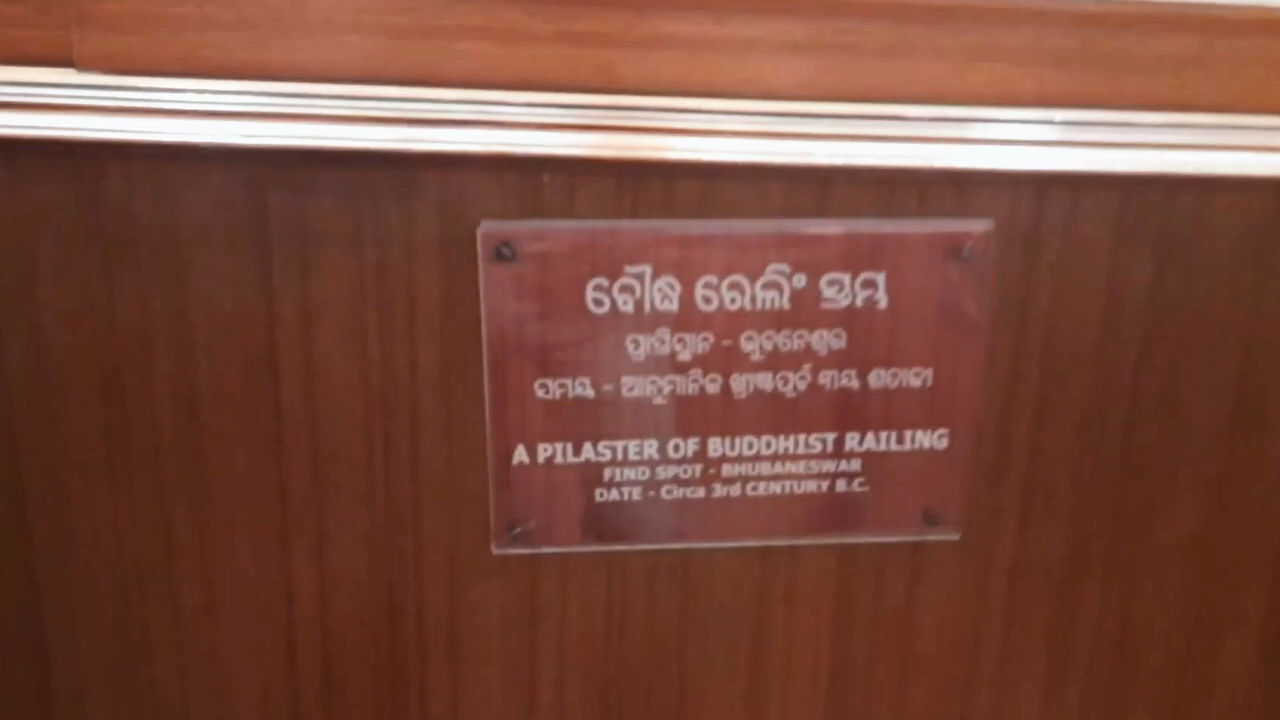 ବୌଦ୍ଧ ରେଲିଂ ସ୍ତମ୍ଭ
ପ୍ରାପ୍ତିସ୍ଥାନ - ଭୁବନେଶ୍ୱର
ସମୟ - ଆନୁମାନିକ ଖ୍ରୀଷ୍ଟପୂର୍ବ ୩ୟ ଶତାବ୍ଦୀ
A PILASTER OF BUDDHIST RAILING
FIND SPOT - BHUBANESWAR
DATE - Circa 3rd CENTURY B.C.